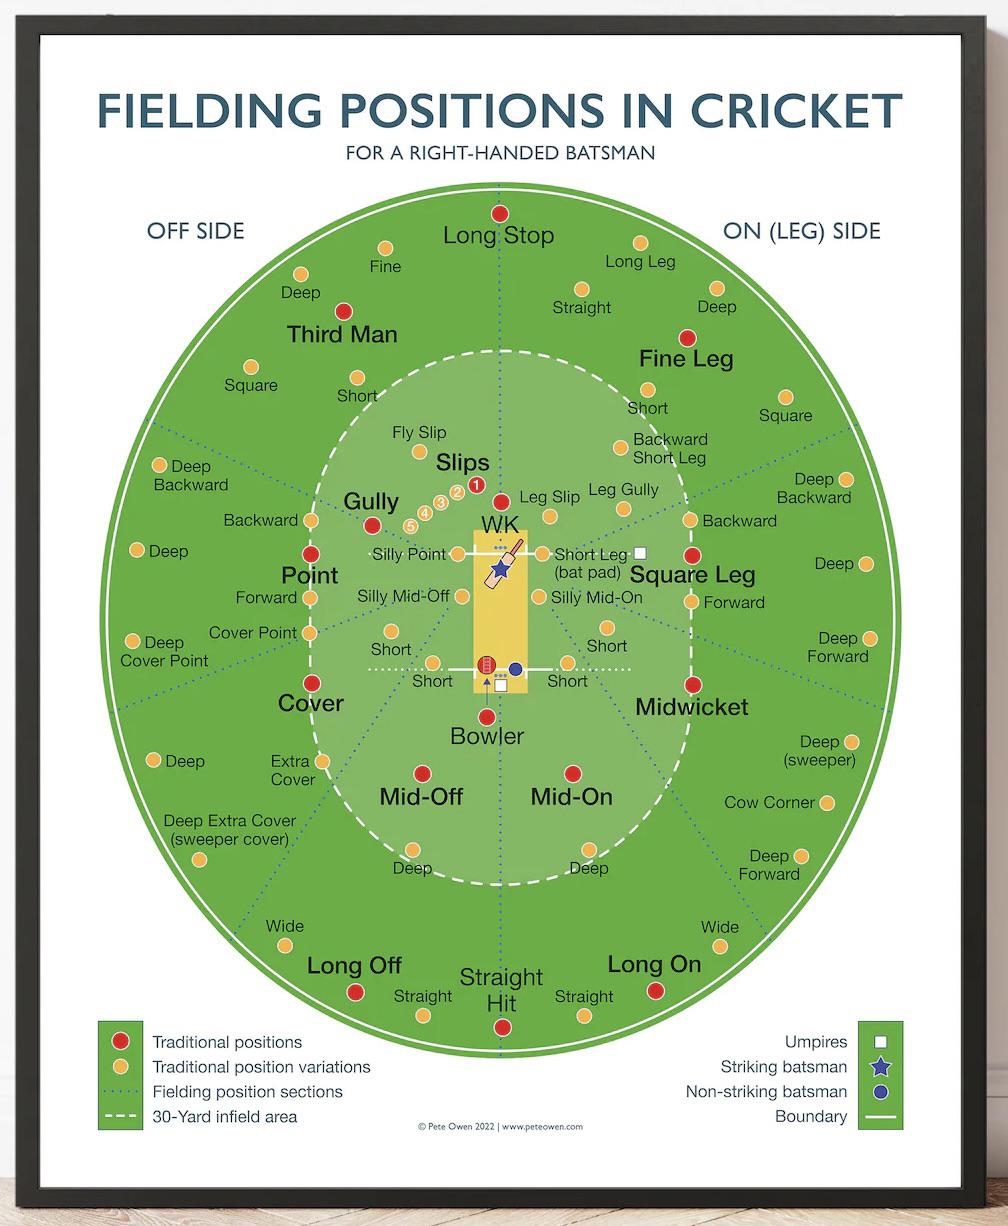 FIELDING POSITIONS IN CRICKET
FOR A RIGHT-HANDED BATSMAN
OFF SIDE
ON (LEG) SIDE
Long Stop
Fine
Long Leg
Deep
Straight
Deep
Third Man
Fine Leg
Square
Short
Short
Square
Fly Slip
Backward
Short Leg
Slips
Deep
Backward
1
2
3
4
5
Gully
Leg Slip
Leg Gully
Deep
Backward
Backward
WK
Backward
Deep
Silly Point
Short Leg
(bat pad)
Deep
Point
Square Leg
Forward
Silly Mid-Off
Silly Mid-On
Forward
Cover Point
Deep
Cover Point
Short
Short
Deep
Forward
Short
Short
Cover
Midwicket
Bowler
Deep
Extra
Cover
Deep
(sweeper)
Mid-Off
Mid-On
Cow Corner
Deep Extra Cover
(sweeper cover)
Deep
Deep
Deep
Forward
Wide
Wide
Long Off
Straight
Hit
Long On
Straight
Straight
Traditional positions
Traditional position variations
Fielding position sections
30-Yard infield area
Umpires
Striking batsman
Non-striking batsman
Boundary
© Pete Owen 2022 | www.peteowen.com